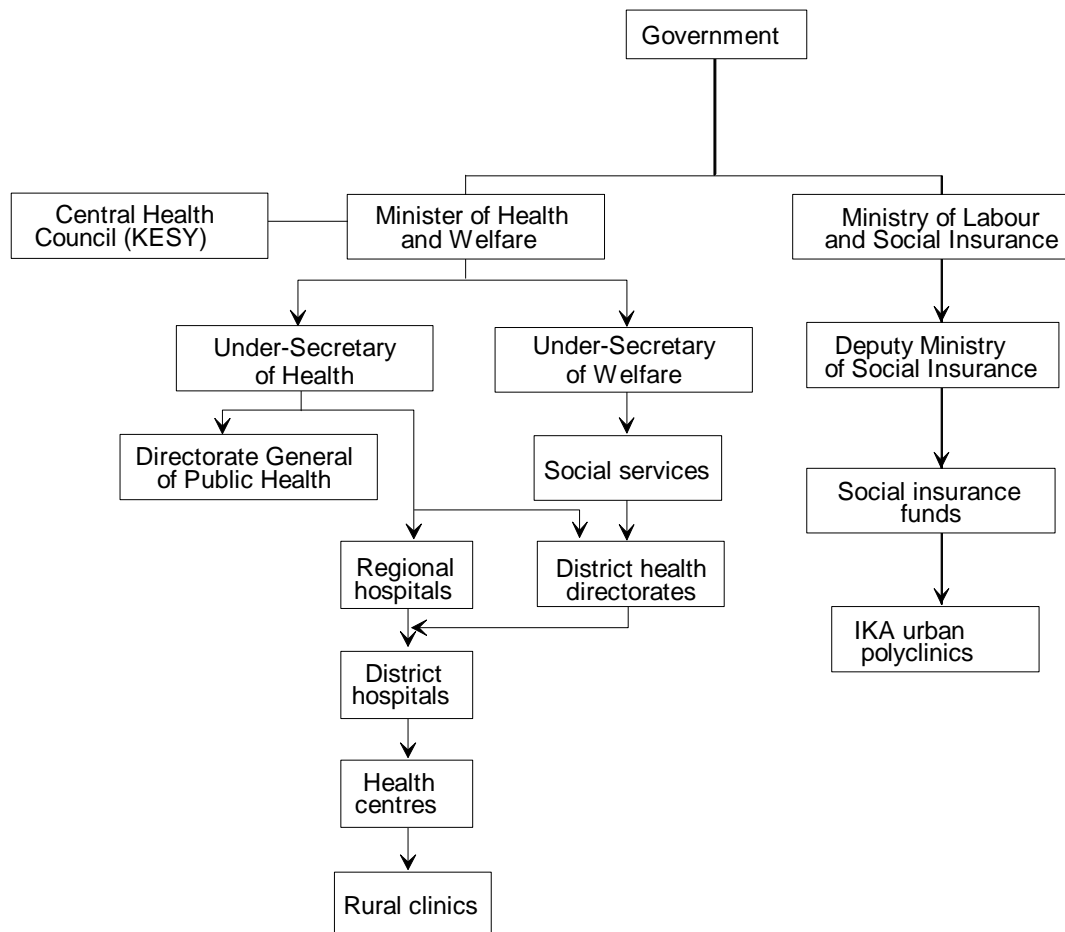 Government
Central Health
Council (KESY)
Minister of Health
and Welfare
Ministry of Labour
and Social Insurance
Under-Secretary
of Health
Under-Secretary
of Welfare
Deputy Ministry
of Social Insurance
Directorate General
of Public Health
Social services
Social insurance
funds
Regional
hospitals
District health
directorates
IKA urban
polyclinics
District
hospitals
Health
centres
Rural clinics